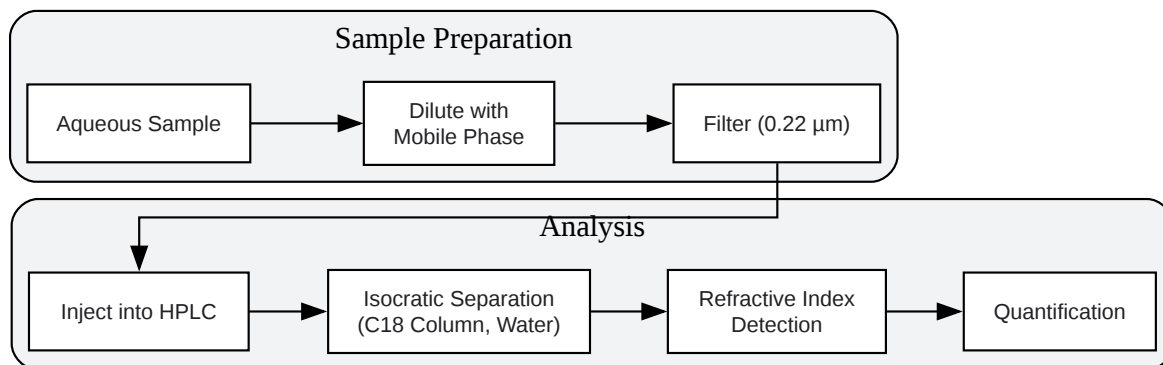 Sample Preparation
Aqueous Sample
Dilute with
Mobile Phase
Filter (0.22 µm)
Analysis
Inject into HPLC
Isocratic Separation
(C18 Column, Water)
Refractive Index
Detection
Quantification